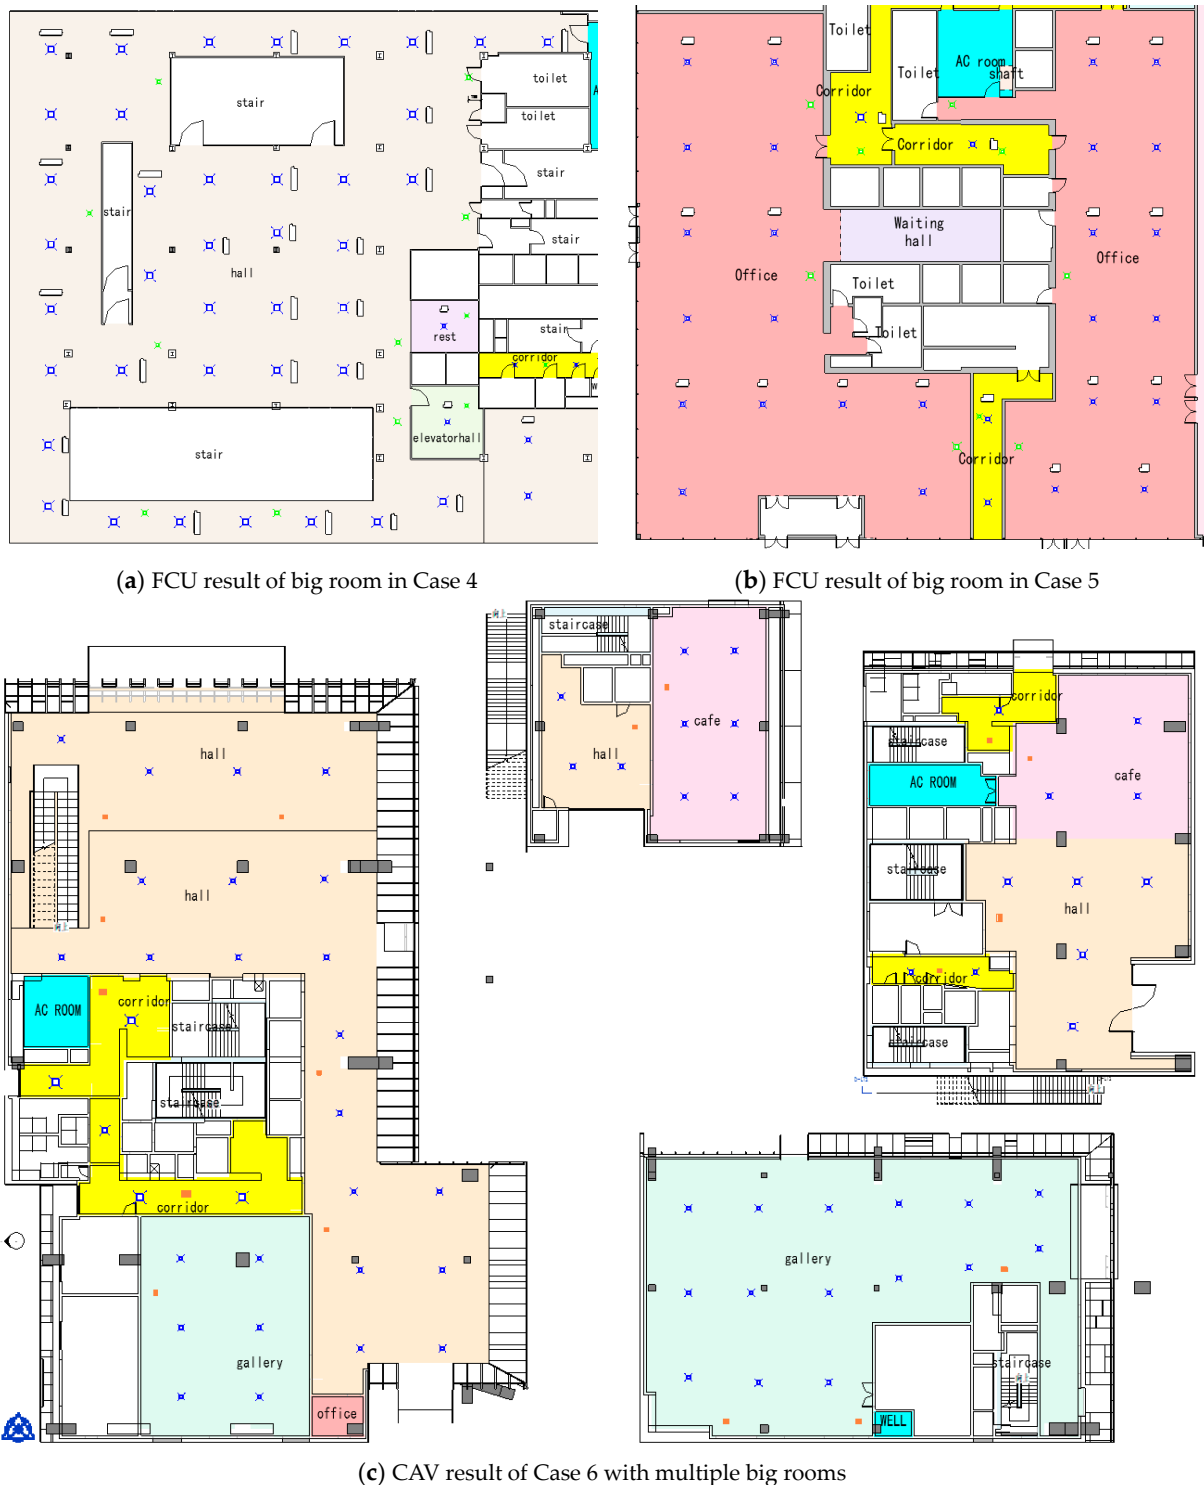 stair
toilet
A
toilet
stair
stair
stair
hall
rest
stair
corridor
W
stair
elevatorhall
(a) FCU result of big room in Case 4
Toilet
AC room
Toilet
shaft
Corridor
Corridor
Waiting
hall
Office
Office
Toilet
Toilet
Corridor
(b) FCU result of big room in Case 5
staircase
cafe
hall
hall
hall
AC ROOM
corridor
staircase
staircase
corridor
gallery
office
corridor
staircase
AC ROOM
cafe
staircase
hall
corridor
staircase
gallery
staircase
WELL
(c) CAV result of Case 6 with multiple big rooms